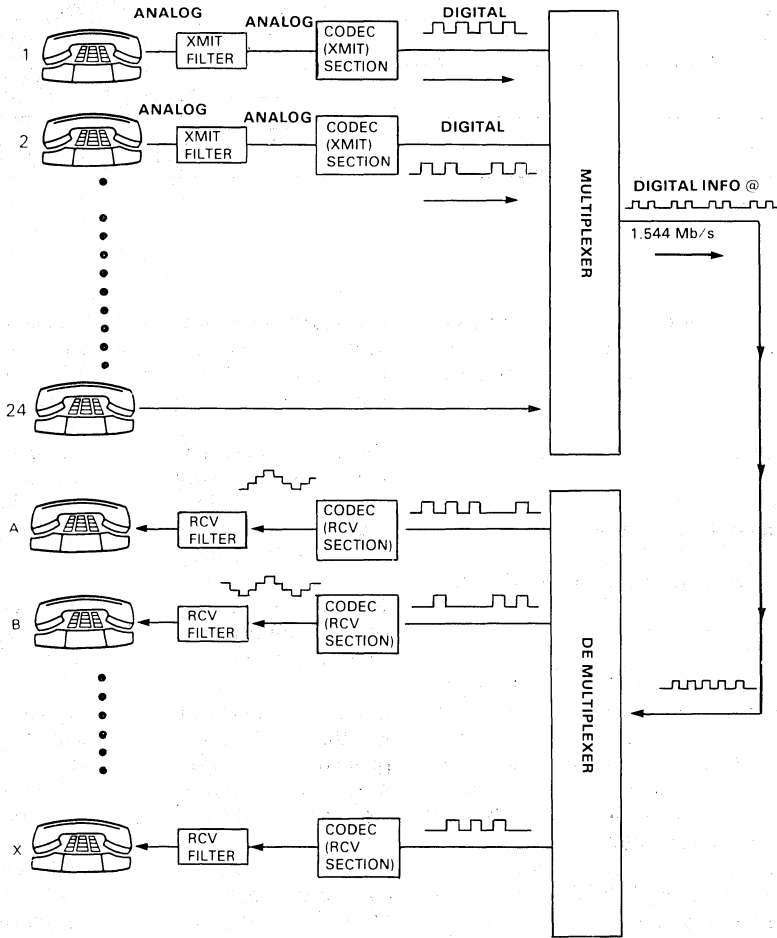 ANALOG
ANALOG
DIGITAL
1
XMIT
FILTER
CODEC
(XMIT)
SECTION
ANALOG
ANALOG
DIGITAL
2
XMIT
FILTER
CODEC
(XMIT)
SECTION
MULTIPLEXER
DIGITAL INFO @
1.544 Mb/s
24
A
RCV
FILTER
CODEC
(RCV
SECTION)
B
RCV
FILTER
CODEC
(RCV
SECTION)
DE MULTIPLEXER
X
RCV
FILTER
CODEC
(RCV
SECTION)